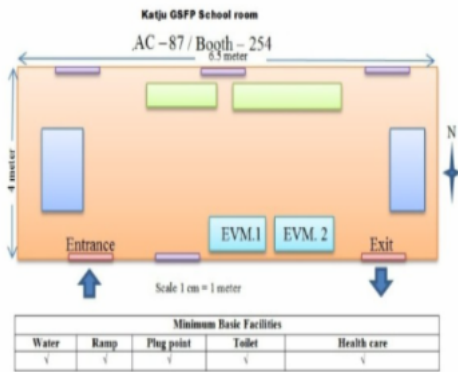 Katju GSFP School room
AC – 87 / Booth – 254
6.5 meter
4 meter
N
EVM.1 EVM. 2
Entrance Exit
Scale 1 cm = 1 meter
Minimum Basic Facilities
Water Ramp Plug point Toilet Health care
√ √ √ √ √